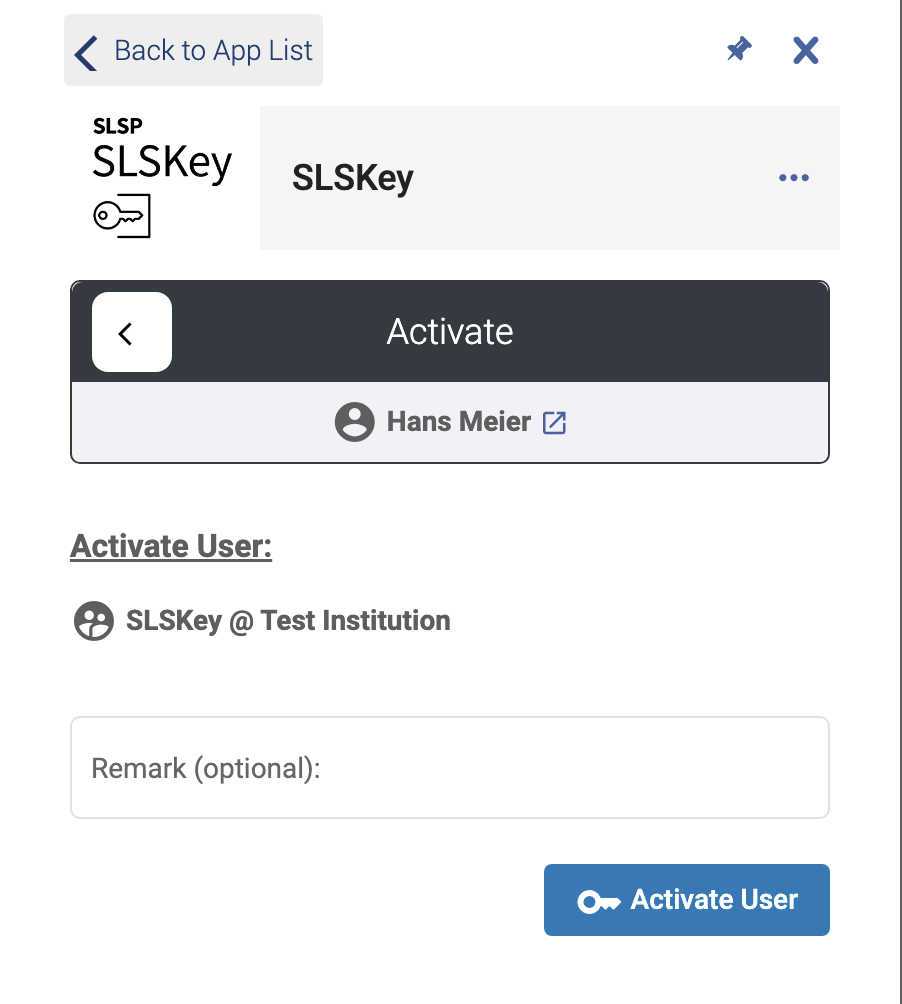 Back to App List
SLSP
SLSKey
SLSKey
Activate
Hans Meier
Activate User:
SLSKey @ Test Institution
Remark (optional):
Activate User